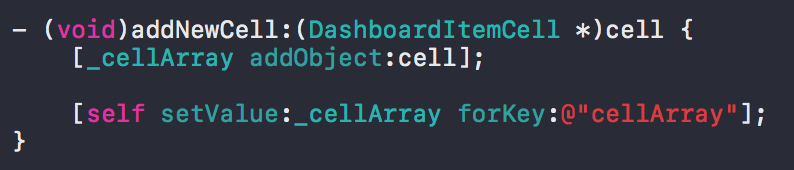 - (void)addNewCell:(DashboardItemCell *)cell {
    [_cellArray addObject:cell];

    [self setValue:_cellArray forKey:@"cellArray"];
}